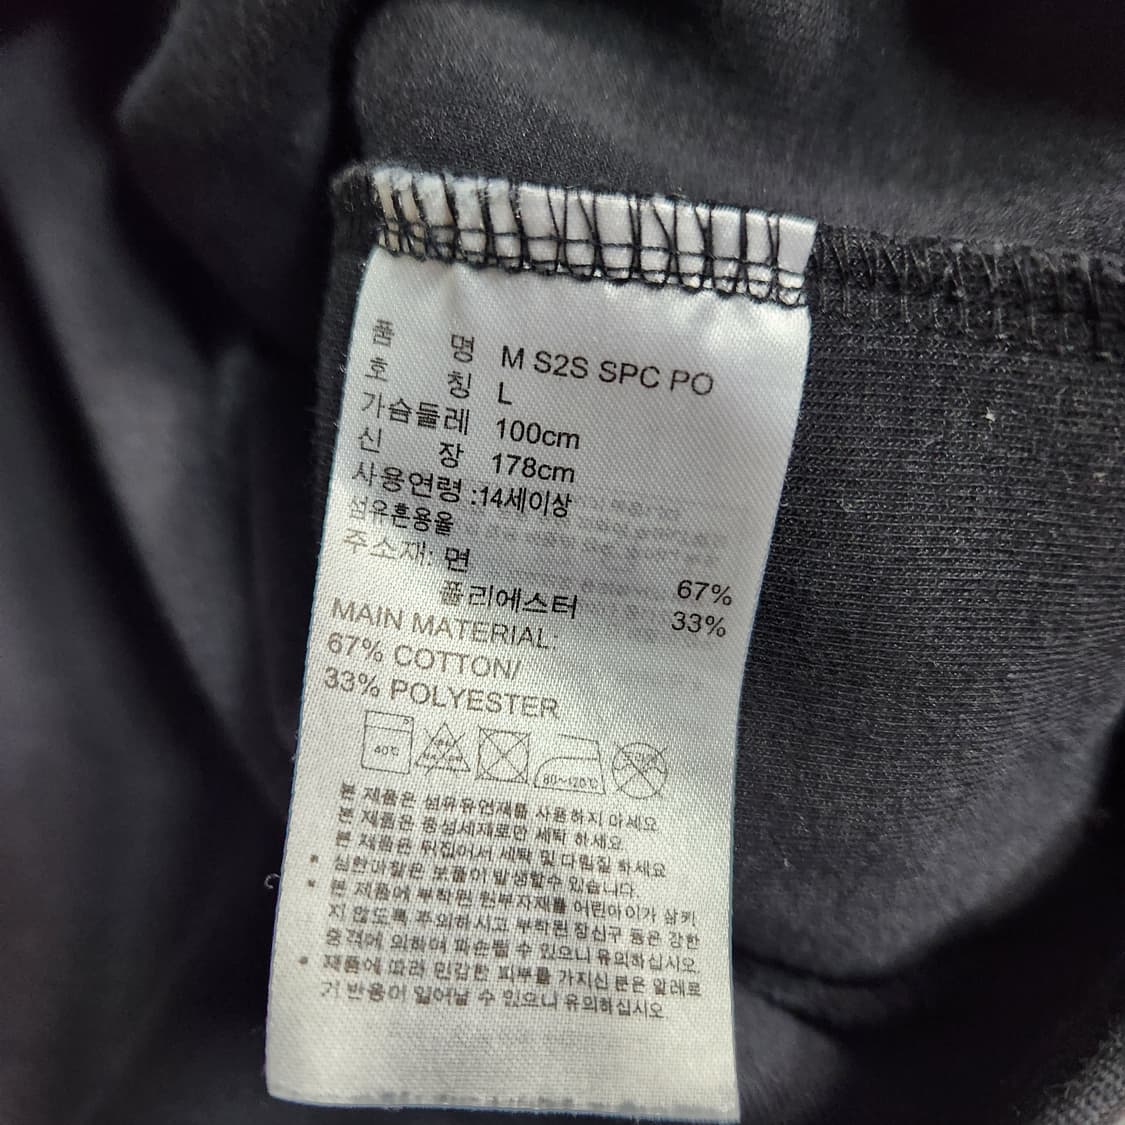 품 명 M S2S SPC PO
호 칭 L
가슴둘레 100cm
신 장 178cm
사용연령 :14세이상
섬유혼용율
주소재: 면 67%
폴리에스터 33%
MAIN MATERIAL:
67% COTTON/
33% POLYESTER
40℃ 80~120℃
본 제품은 섬유유연제를 사용하지 마세요
본 제품은 중성세제로만 세탁 하세요
본 제품은 뒤집어서 세탁 및 다림질 하세요
* 심한마찰은 보풀이 발생할수 있습니다.
* 본 제품에 부착된 원부자재를 어린아이가 삼키
지 않도록 주의하시고 부착된 장신구 등은 강한
충격에 의하여 파손될 수 있으니 유의하십시오.
* 제품에 따라 민감한 피부를 가지신 분은 알레르
기 반응이 일어날 수 있으니 유의하십시오